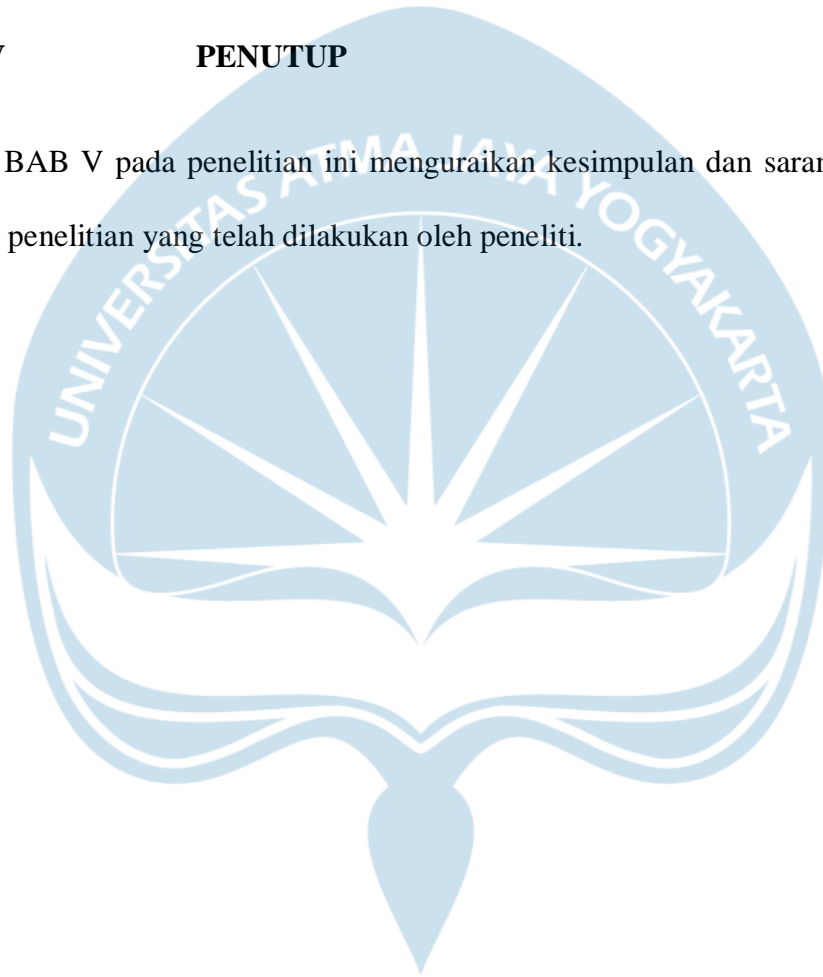 PENUTUP
BAB V pada penelitian ini menguraikan kesimpulan dan saran
penelitian yang telah dilakukan oleh peneliti.
UNIVERSITAS ATMA JAYA YOGYAKARTA